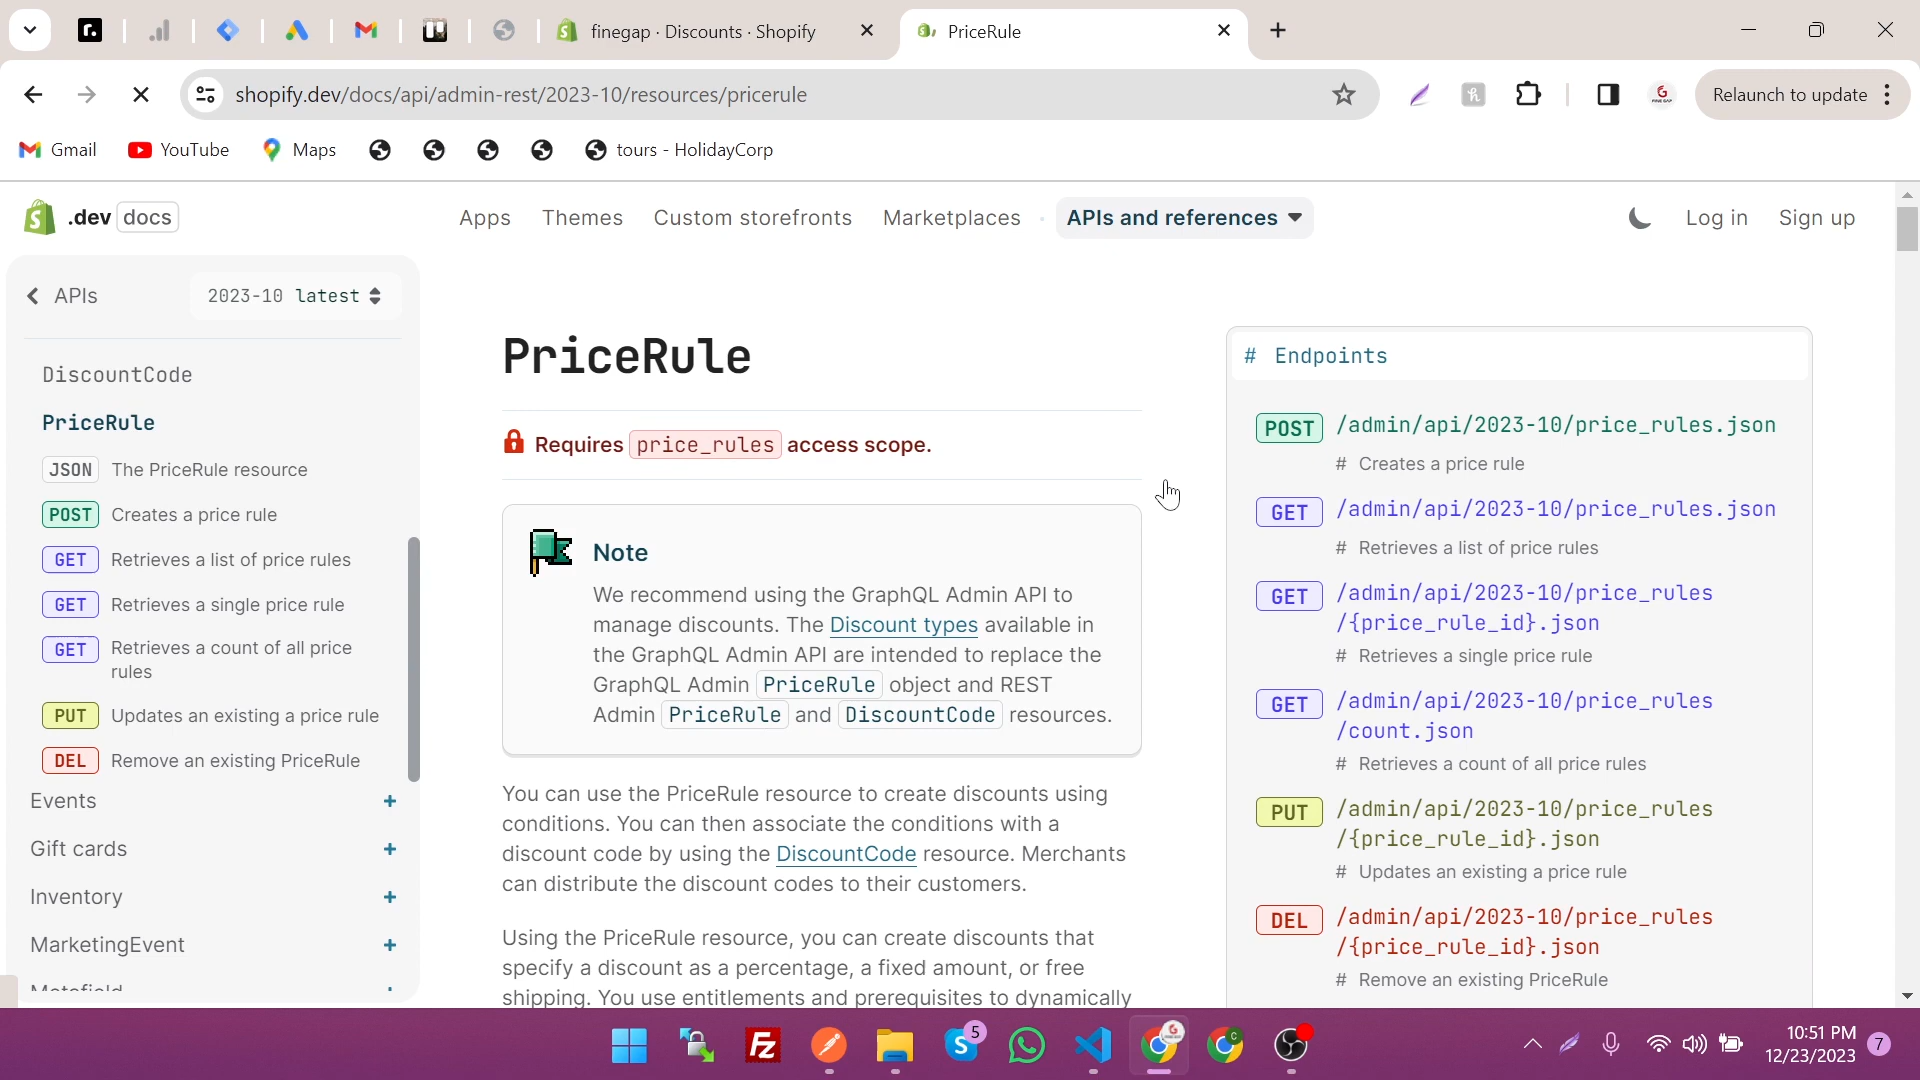 finegap · Discounts · Shopify
PriceRule
shopify.dev/docs/api/admin-rest/2023-10/resources/pricerule
Relaunch to update
Gmail
YouTube
Maps
tours - HolidayCorp
.dev docs
Apps
Themes
Custom storefronts
Marketplaces
APIs and references
Log in
Sign up
APIs
2023-10 latest
DiscountCode
PriceRule
JSON The PriceRule resource
POST Creates a price rule
GET Retrieves a list of price rules
GET Retrieves a single price rule
GET Retrieves a count of all price
rules
PUT Updates an existing a price rule
DEL Remove an existing PriceRule
Events +
Gift cards +
Inventory +
MarketingEvent +
PriceRule
Requires price_rules access scope.
Note
We recommend using the GraphQL Admin API to
manage discounts. The Discount types available in
the GraphQL Admin API are intended to replace the
GraphQL Admin PriceRule object and REST
Admin PriceRule and DiscountCode resources.
You can use the PriceRule resource to create discounts using
conditions. You can then associate the conditions with a
discount code by using the DiscountCode resource. Merchants
can distribute the discount codes to their customers.
Using the PriceRule resource, you can create discounts that
specify a discount as a percentage, a fixed amount, or free
shipping. You use entitlements and prerequisites to dynamically
# Endpoints
POST /admin/api/2023-10/price_rules.json
# Creates a price rule
GET /admin/api/2023-10/price_rules.json
# Retrieves a list of price rules
GET /admin/api/2023-10/price_rules
/{price_rule_id}.json
# Retrieves a single price rule
GET /admin/api/2023-10/price_rules
/count.json
# Retrieves a count of all price rules
PUT /admin/api/2023-10/price_rules
/{price_rule_id}.json
# Updates an existing a price rule
DEL /admin/api/2023-10/price_rules
/{price_rule_id}.json
# Remove an existing PriceRule
5
10:51 PM
12/23/2023
7